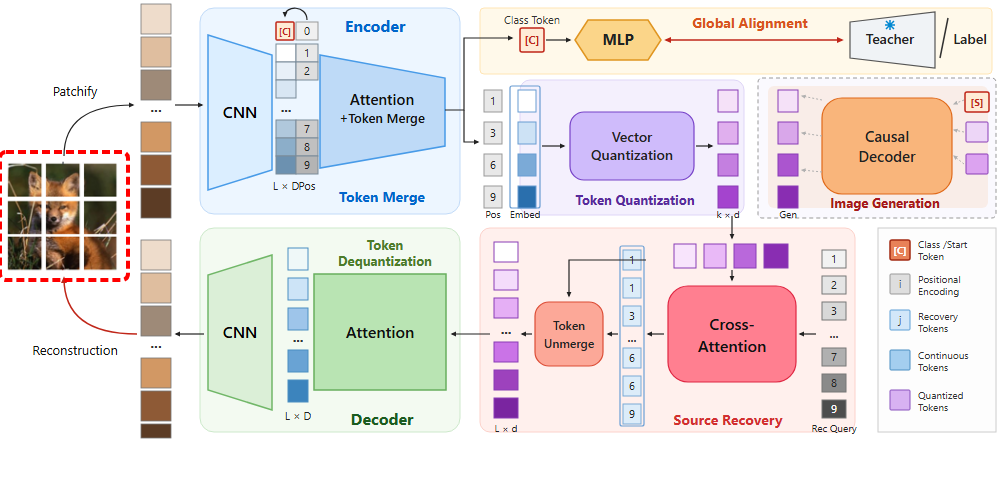 Patchify
...
...
Reconstruction
Encoder
CNN
[C] 0
1
2
...
7
8
9
Attention
+Token Merge
L × D Pos
Token Merge
Class Token
[C]
MLP
Global Alignment
Teacher
Label
1
3
6
9
Pos Embed
Vector
Quantization
Token Quantization
k × d
[S]
Causal
Decoder
Gen
Image Generation
CNN
Token
Dequantization
Attention
L × D
Decoder
...
L × d
Token
Unmerge
1
1
3
...
6
6
9
Cross-
Attention
Source Recovery
1
2
3
...
7
8
9
Rec Query
[C] Class /Start
Token
i Positional
Encoding
j Recovery
Tokens
Continuous
Tokens
Quantized
Tokens